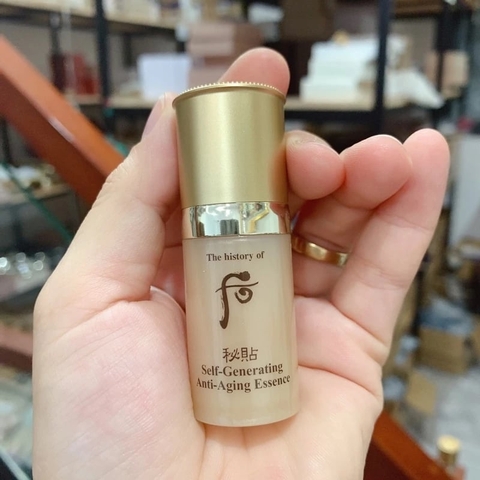 The history of
后
秘貼
Self-Generating
Anti-Aging Essence